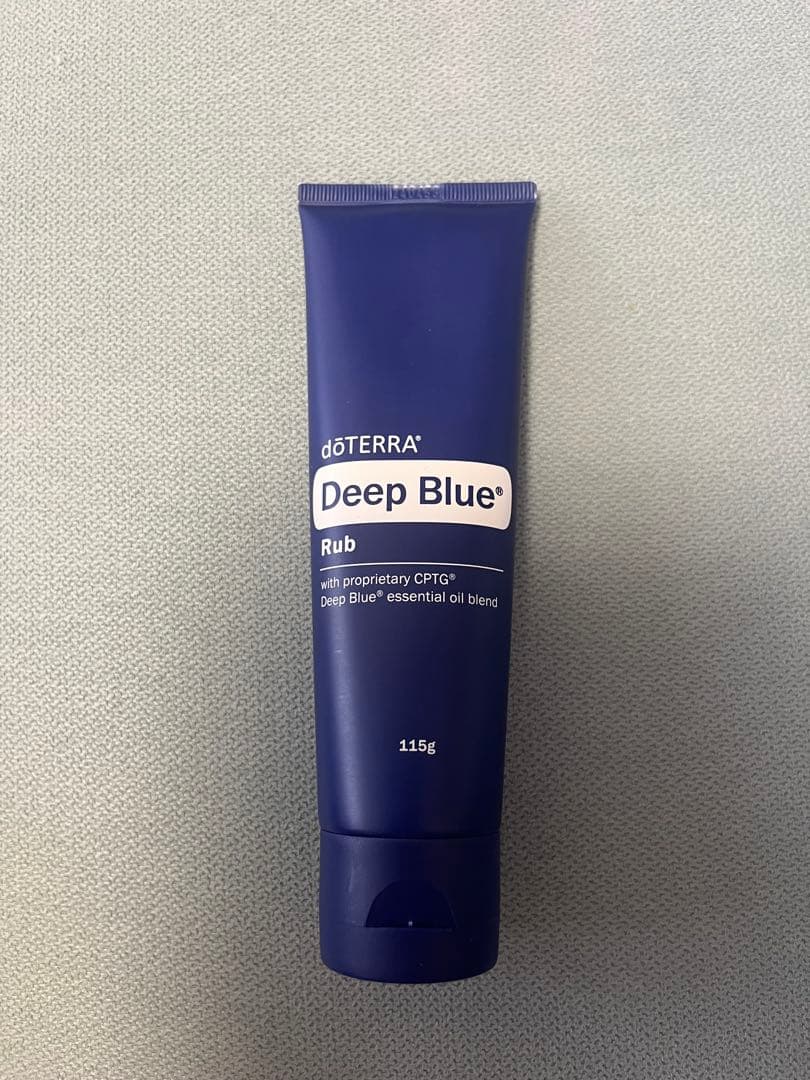 dōTERRA®
Deep Blue®
Rub
with proprietary CPTG®
Deep Blue® essential oil blend
115g